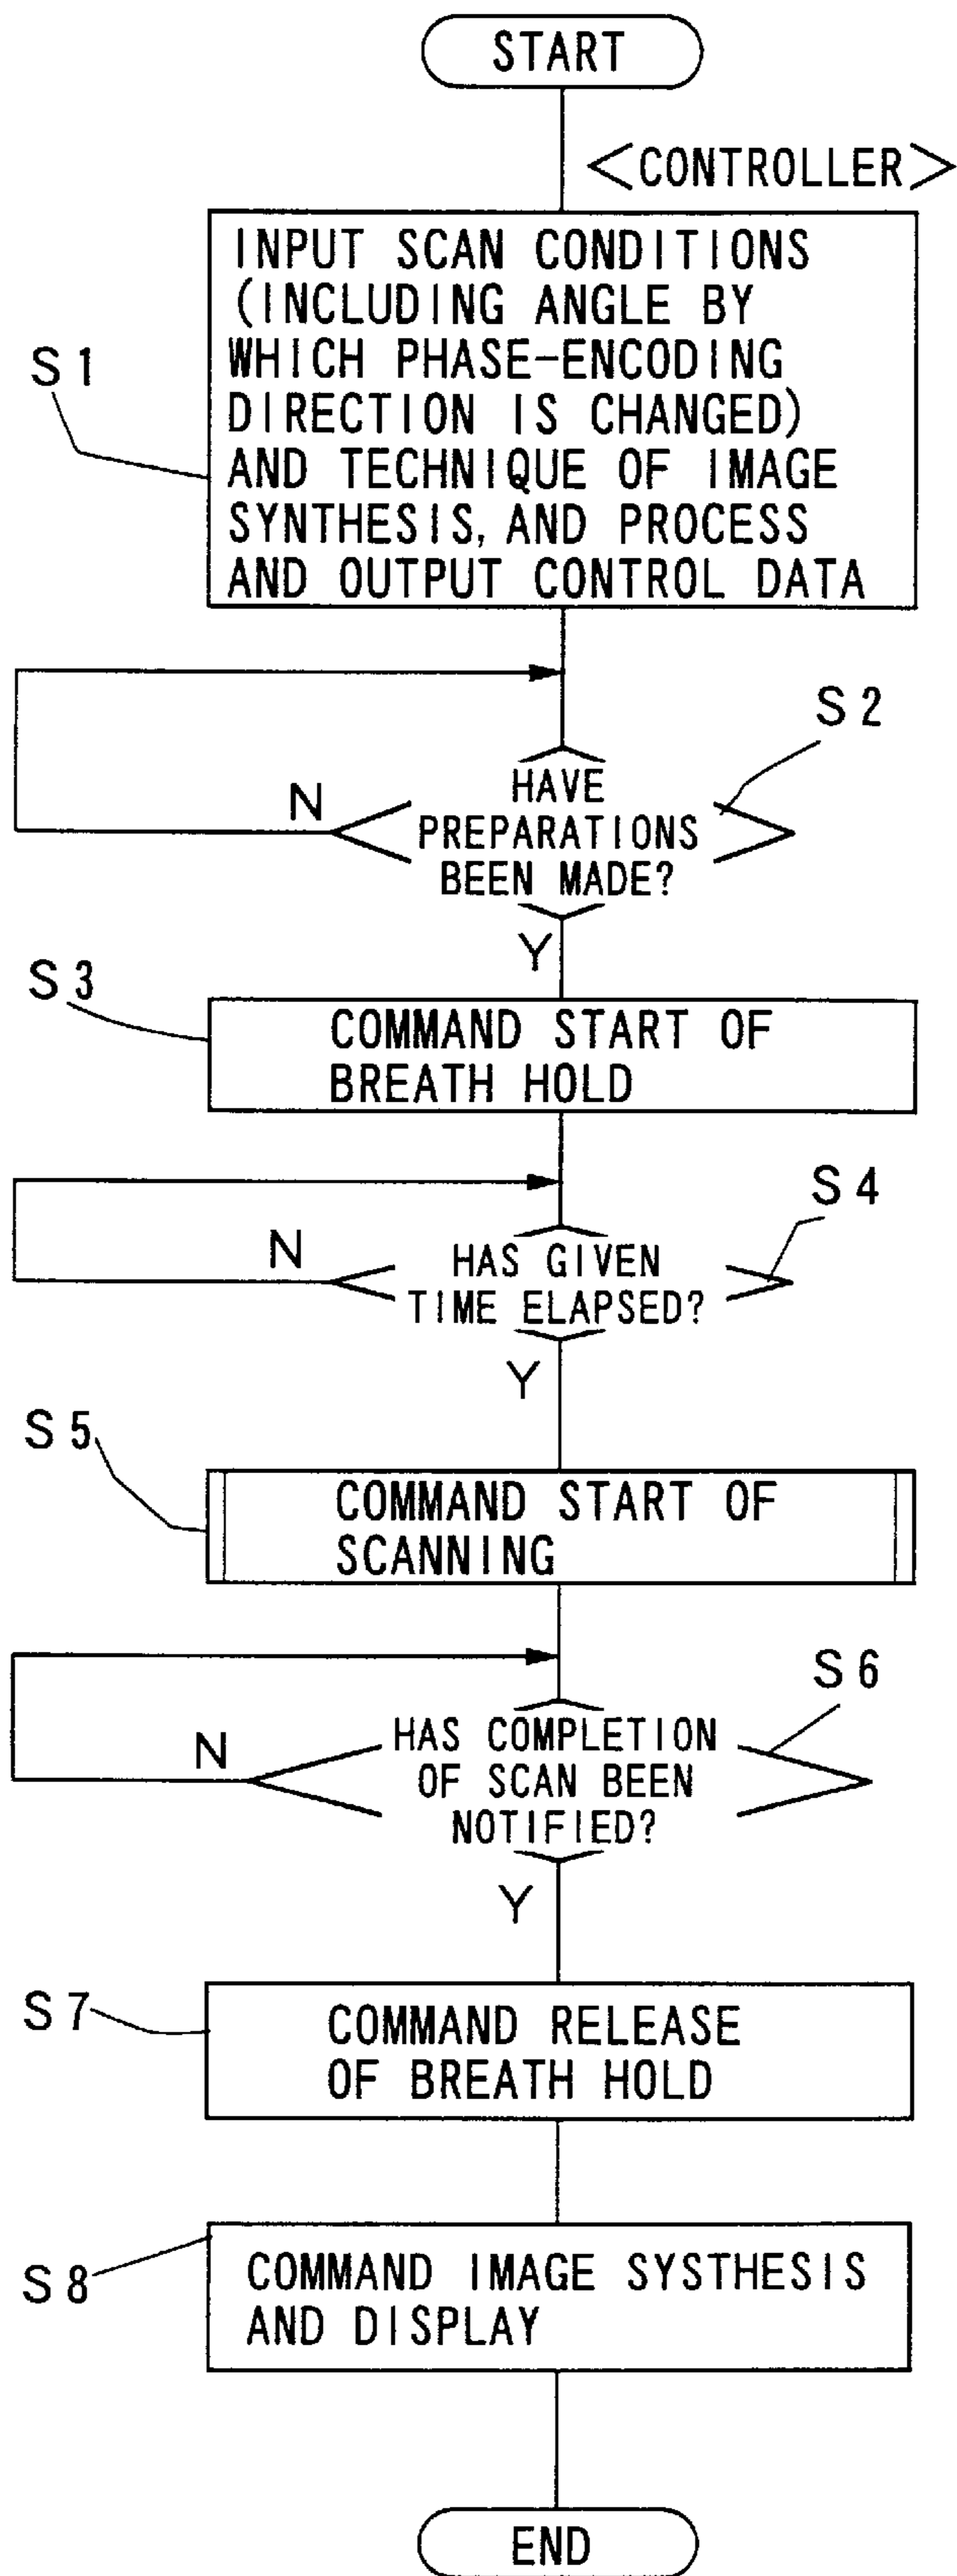 START
<CONTROLLER>
S1
INPUT SCAN CONDITIONS
(INCLUDING ANGLE BY
WHICH PHASE-ENCODING
DIRECTION IS CHANGED)
AND TECHNIQUE OF IMAGE
SYNTHESIS, AND PROCESS
AND OUTPUT CONTROL DATA
S2
N
HAVE
PREPARATIONS
BEEN MADE?
Y
S3
COMMAND START OF
BREATH HOLD
S4
N
HAS GIVEN
TIME ELAPSED?
Y
S5
COMMAND START OF
SCANNING
S6
N
HAS COMPLETION
OF SCAN BEEN
NOTIFIED?
Y
S7
COMMAND RELEASE
OF BREATH HOLD
S8
COMMAND IMAGE SYSTHESIS
AND DISPLAY
END